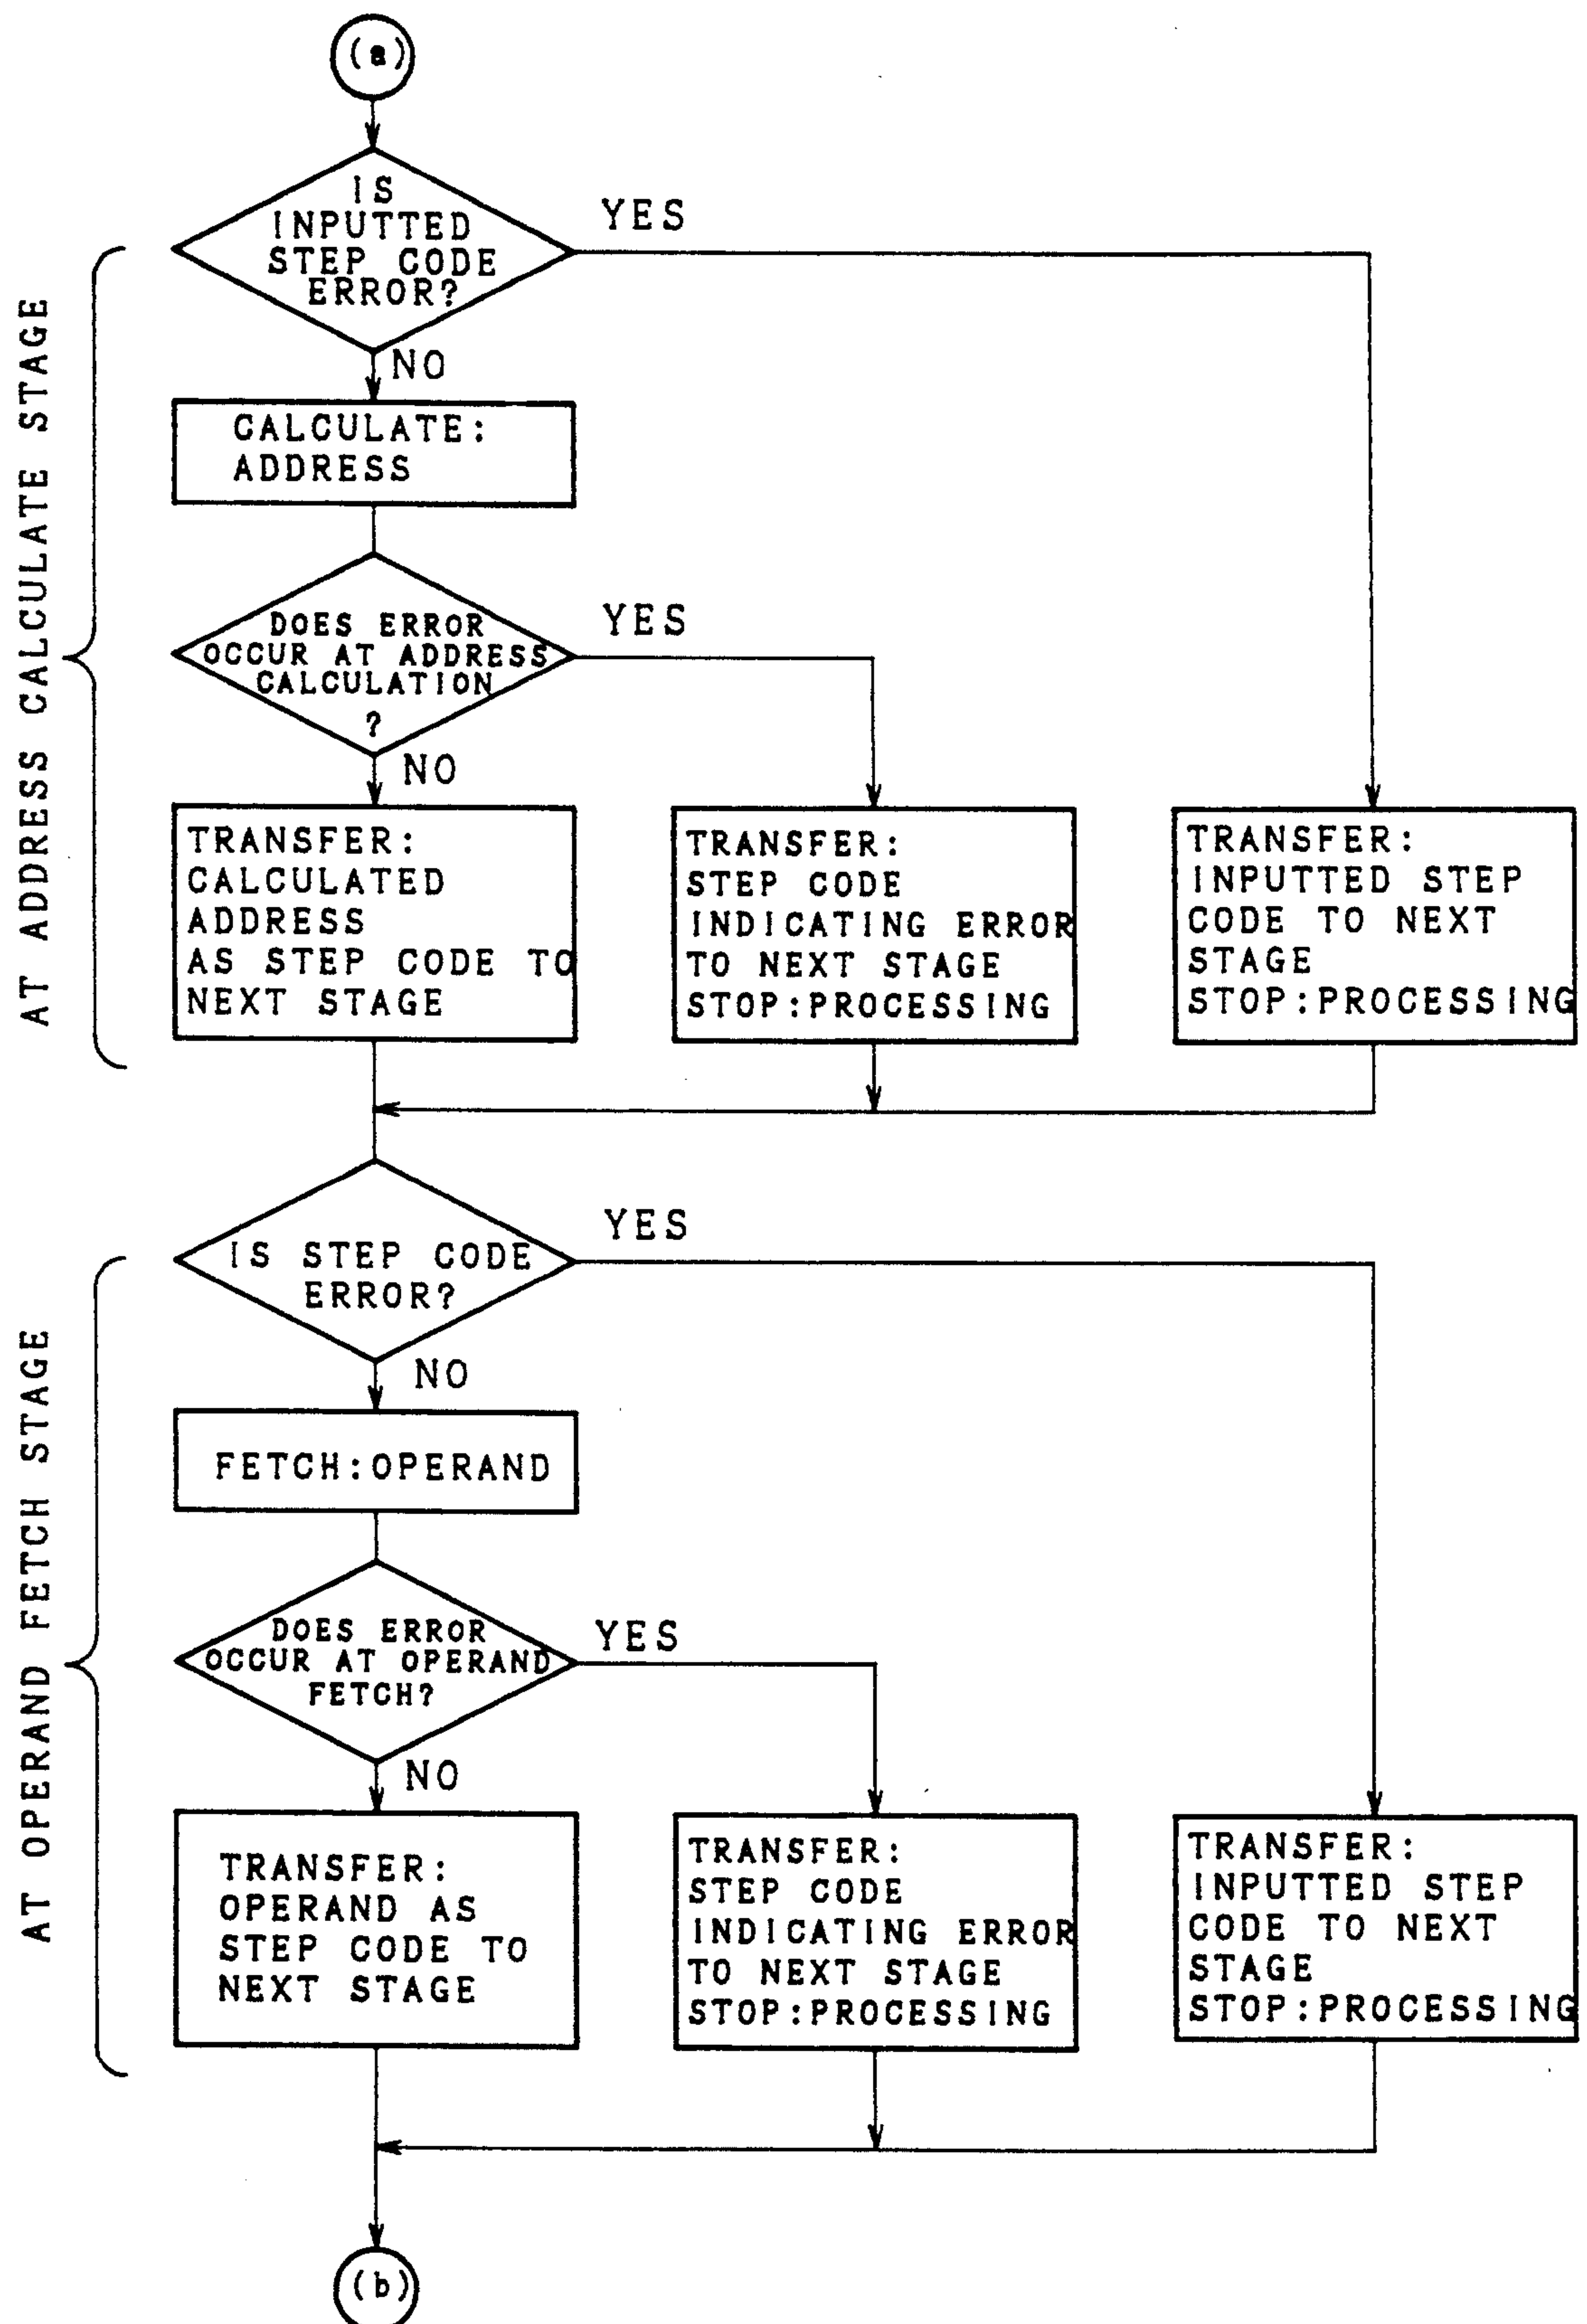 (a)
IS
INPUTTED
STEP CODE
ERROR?
YES
NO
CALCULATE:
ADDRESS
DOES ERROR
OCCUR AT ADDRESS
CALCULATION
?
YES
NO
TRANSFER:
CALCULATED
ADDRESS
AS STEP CODE TO
NEXT STAGE
TRANSFER:
STEP CODE
INDICATING ERROR
TO NEXT STAGE
STOP:PROCESSING
TRANSFER:
INPUTTED STEP
CODE TO NEXT
STAGE
STOP:PROCESSING
AT ADDRESS CALCULATE STAGE
IS STEP CODE
ERROR?
YES
NO
FETCH:OPERAND
DOES ERROR
OCCUR AT OPERAND
FETCH?
YES
NO
TRANSFER:
OPERAND AS
STEP CODE TO
NEXT STAGE
TRANSFER:
STEP CODE
INDICATING ERROR
TO NEXT STAGE
STOP:PROCESSING
TRANSFER:
INPUTTED STEP
CODE TO NEXT
STAGE
STOP:PROCESSING
AT OPERAND FETCH STAGE
(b)